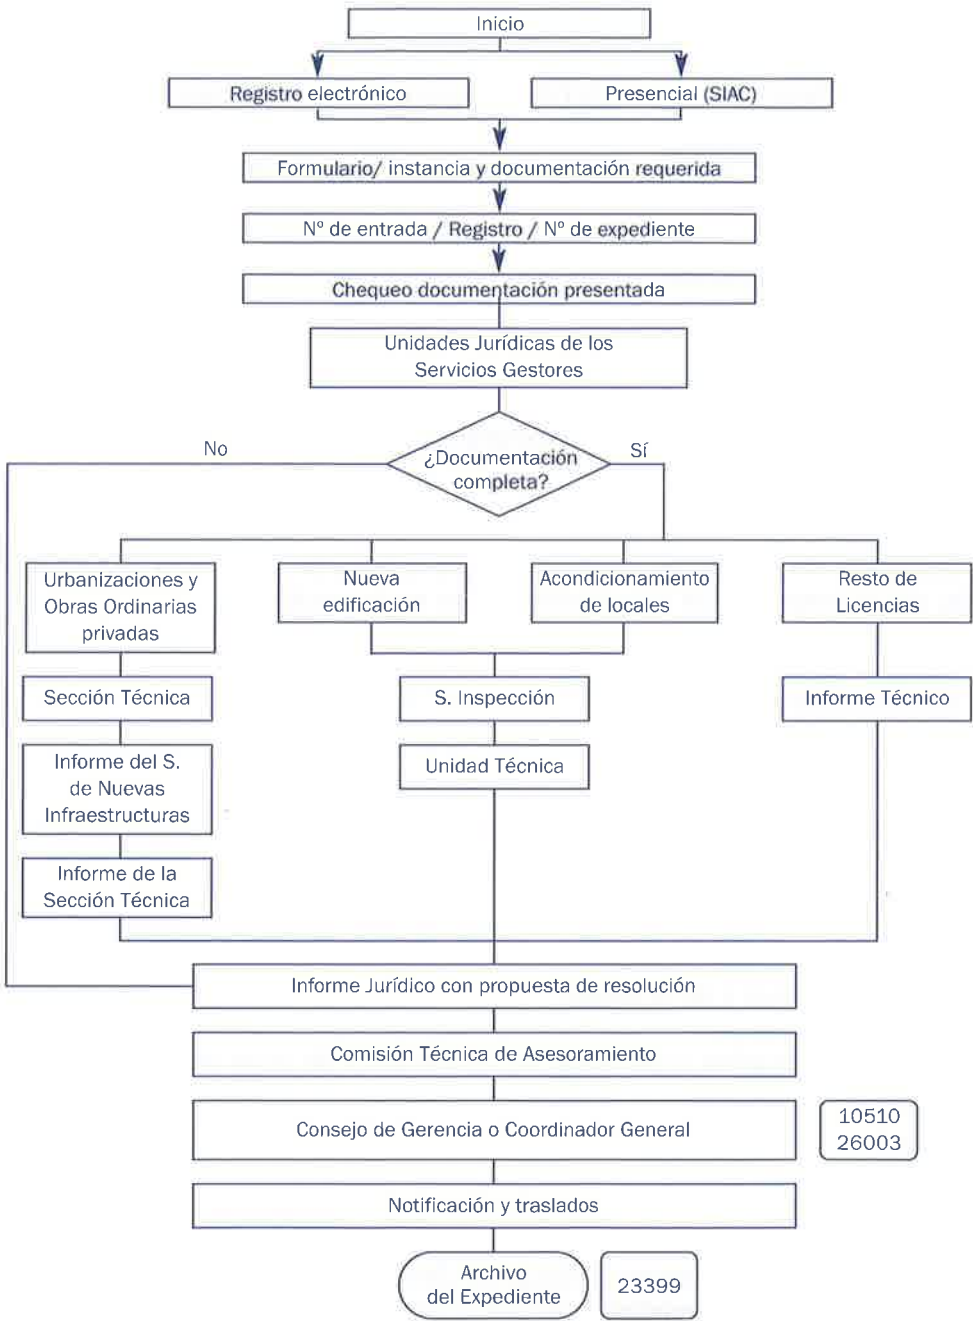 Inicio
Registro electrónico
Presencial (SIAC)
Formulario/ instancia y documentación requerida
Nº de entrada / Registro / Nº de expediente
Chequeo documentación presentada
Unidades Jurídicas de los
Servicios Gestores
No
¿Documentación
completa?
Sí
Urbanizaciones y
Obras Ordinarias
privadas
Nueva
edificación
Acondicionamiento
de locales
Resto de
Licencias
Sección Técnica
S. Inspección
Informe Técnico
Informe del S.
de Nuevas
Infraestructuras
Unidad Técnica
Informe de la
Sección Técnica
Informe Jurídico con propuesta de resolución
Comisión Técnica de Asesoramiento
Consejo de Gerencia o Coordinador General
10510
26003
Notificación y traslados
Archivo
del Expediente
23399